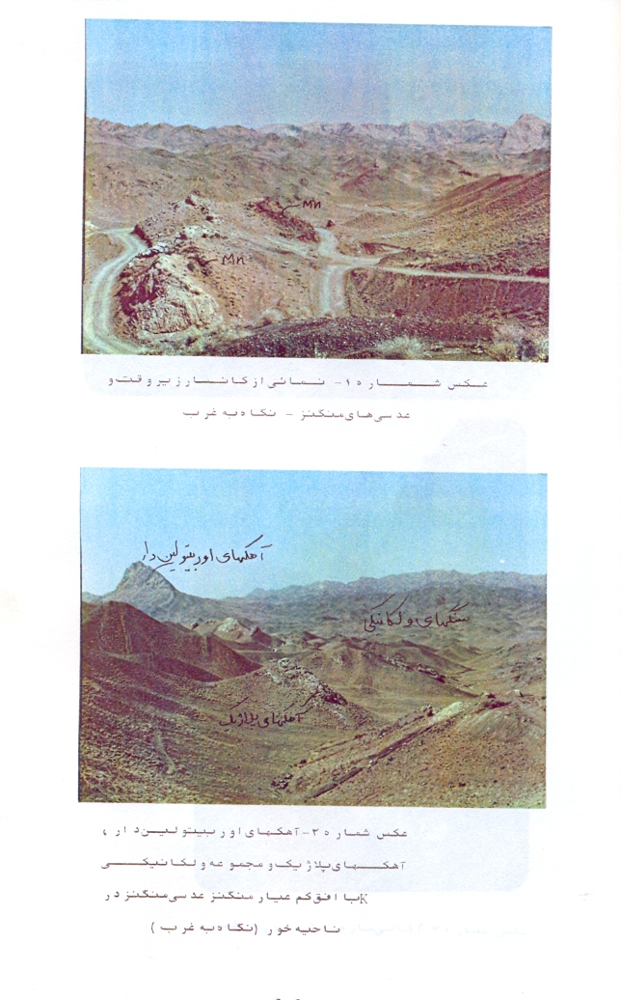 Mn
Mn
عکس شماره ۱- نمائی از کانسار زیر وقت و
عدسی‌های منگنز - نگاه به غرب
آهکهای اوربیتولین دار
سنگهای ولکانیکی
آهکهای پلاژیک
عکس شماره ۲- آهکهای اوربیتولین‌دار ،
آهکهای پلاژیک و مجموعه ولکانیکی
Kبا افق کم عیار منگنز عدسی منگنز در
ناحیه خور (نگاه به غرب )